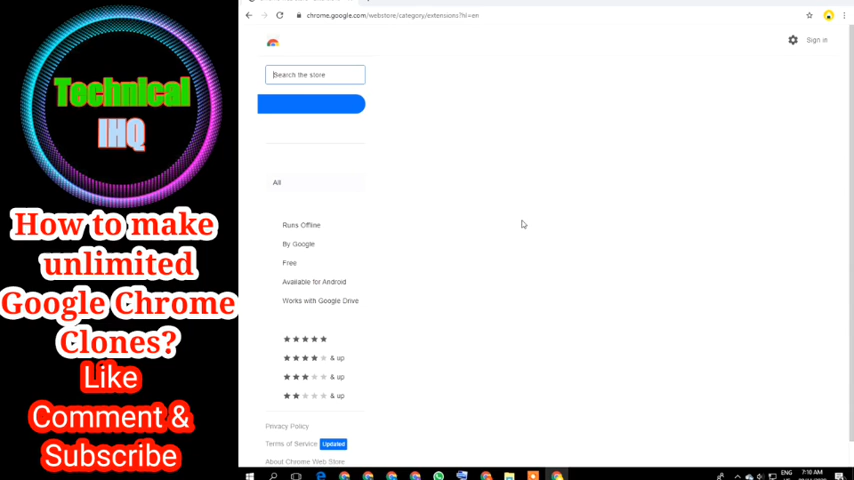 Technical
IHQ
How to make
unlimited
Google Chrome
Clones?
Like
Comment &
Subscribe
chrome.google.com/webstore/category/extensions?hl=en
Sign in
Search the store
All
Runs Offline
By Google
Free
Available for Android
Works with Google Drive
& up
& up
& up
Privacy Policy
Terms of Service Updated
About Chrome Web Store
ENG
7:10 AM